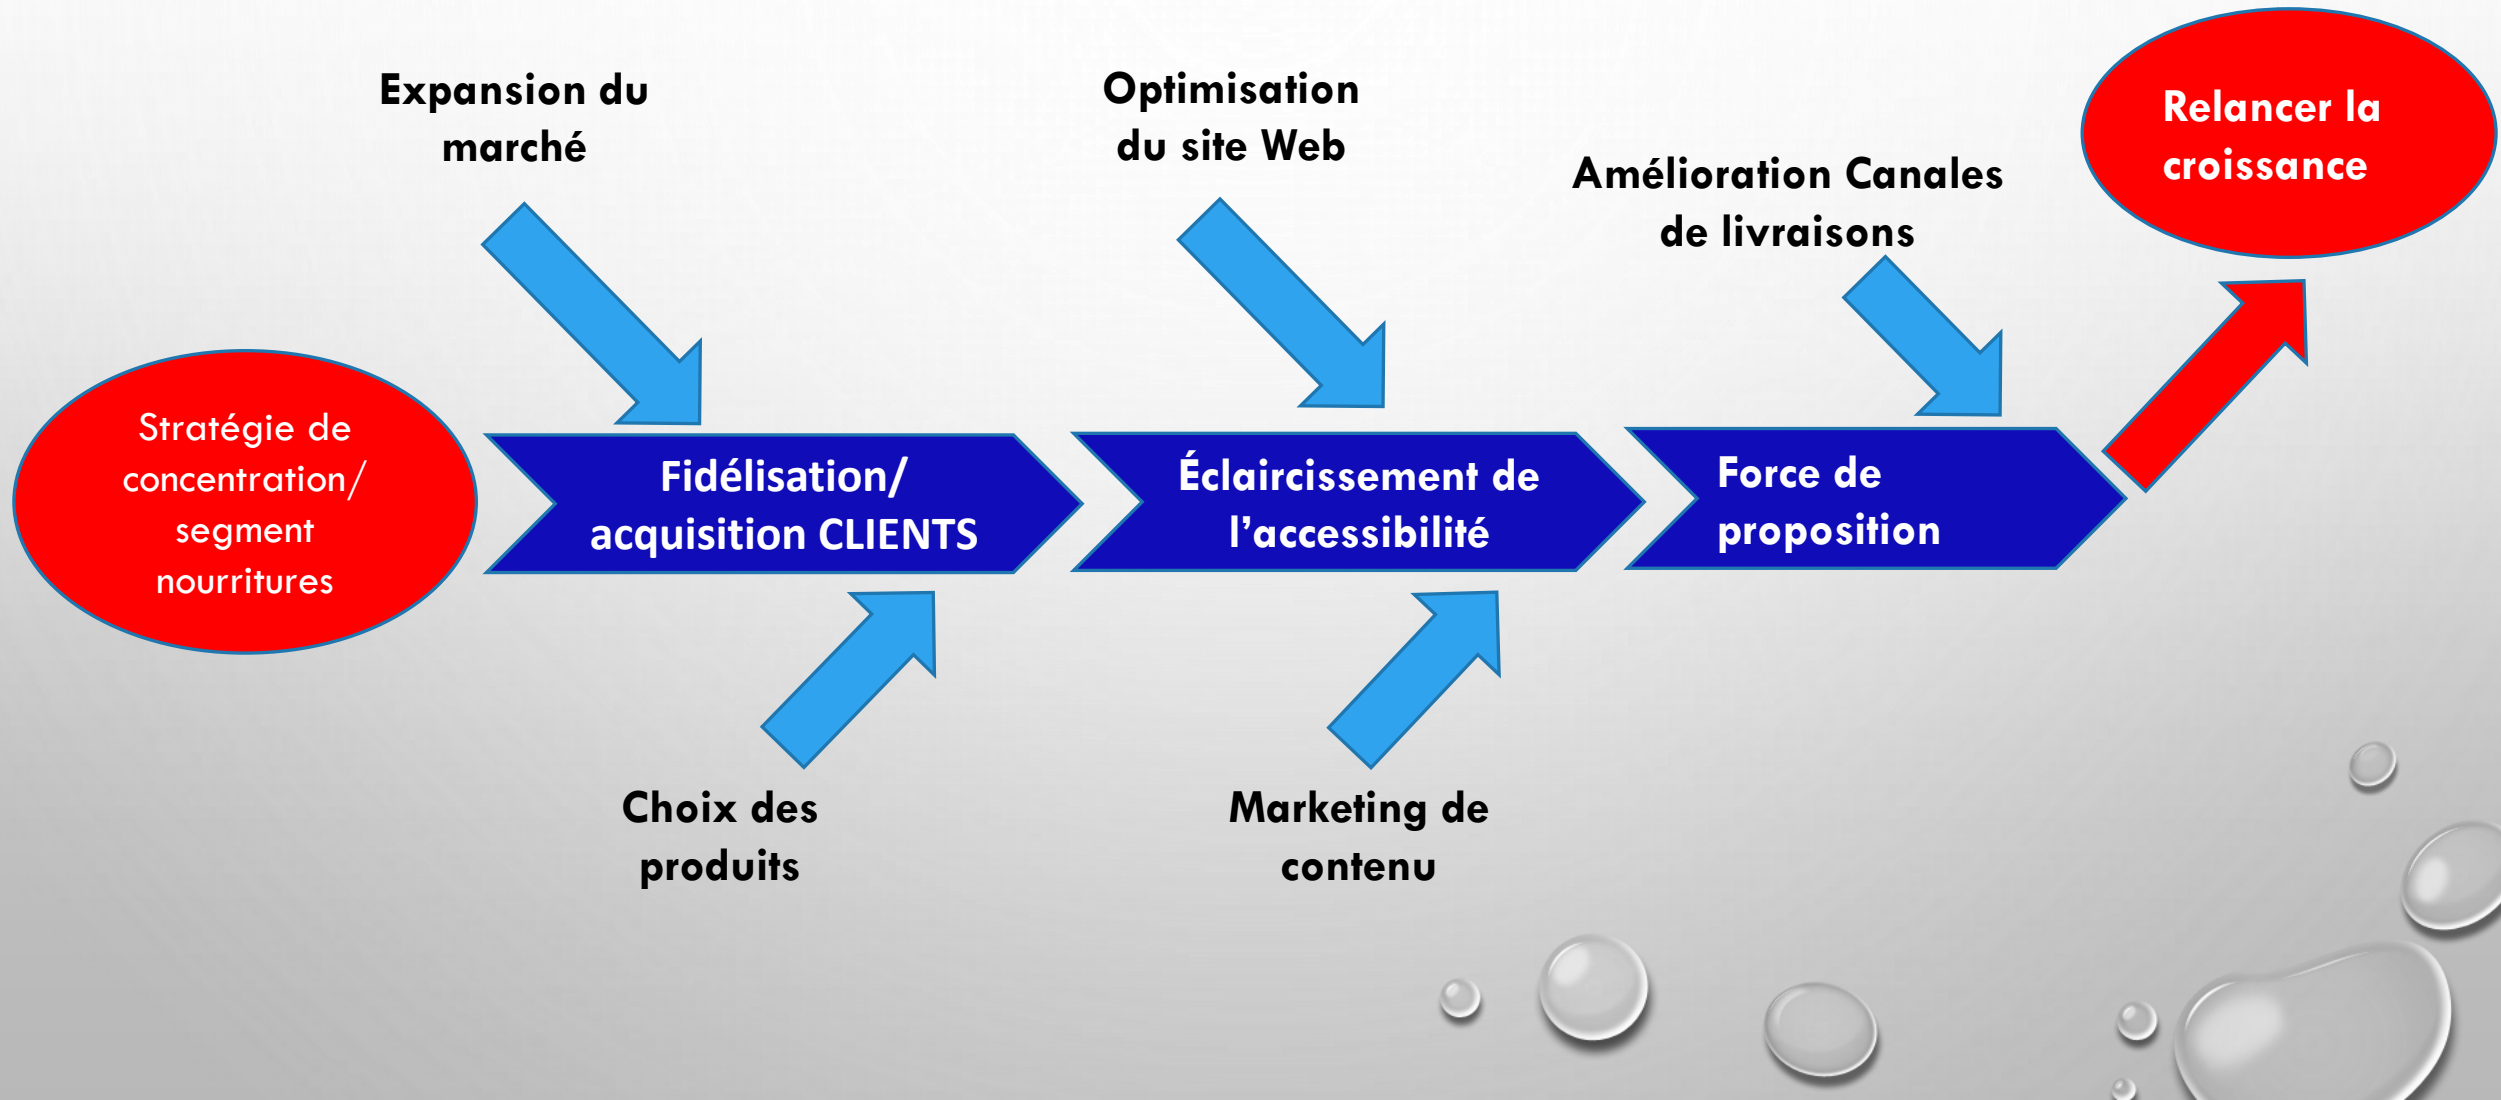 Expansion du
marché
Optimisation
du site Web
Amélioration Canales
de livraisons
Relancer la
croissance
Stratégie de
concentration/
segment
nourritures
Fidélisation/
acquisition CLIENTS
Éclaircissement de
l’accessibilité
Force de
proposition
Choix des
produits
Marketing de
contenu